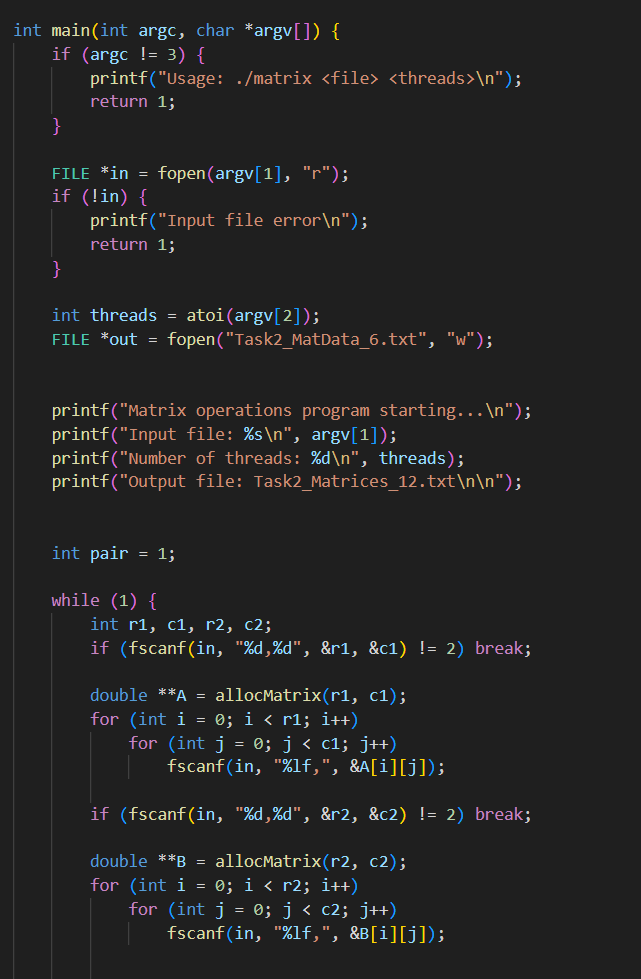 int main(int argc, char *argv[]) {
    if (argc != 3) {
        printf("Usage: ./matrix <file> <threads>\n");
        return 1;
    }

    FILE *in = fopen(argv[1], "r");
    if (!in) {
        printf("Input file error\n");
        return 1;
    }

    int threads = atoi(argv[2]);
    FILE *out = fopen("Task2_MatData_6.txt", "w");


    printf("Matrix operations program starting...\n");
    printf("Input file: %s\n", argv[1]);
    printf("Number of threads: %d\n", threads);
    printf("Output file: Task2_Matrices_12.txt\n\n");


    int pair = 1;

    while (1) {
        int r1, c1, r2, c2;
        if (fscanf(in, "%d,%d", &r1, &c1) != 2) break;

        double **A = allocMatrix(r1, c1);
        for (int i = 0; i < r1; i++)
            for (int j = 0; j < c1; j++)
                fscanf(in, "%lf,", &A[i][j]);

        if (fscanf(in, "%d,%d", &r2, &c2) != 2) break;

        double **B = allocMatrix(r2, c2);
        for (int i = 0; i < r2; i++)
            for (int j = 0; j < c2; j++)
                fscanf(in, "%lf,", &B[i][j]);